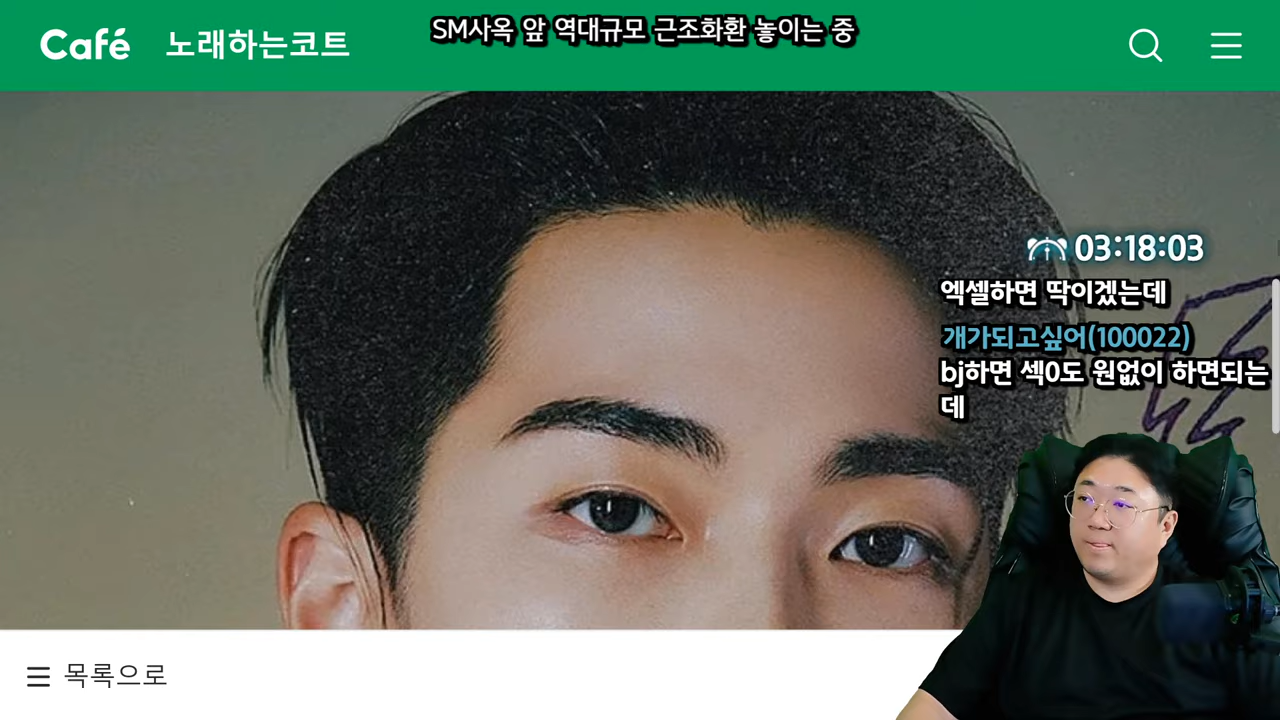 Café 노래하는코트
SM사옥 앞 역대규모 근조화환 놓이는 중
03:18:03
엑셀하면 딱이겠는데
개가되고싶어(100022)
bj하면 섹0도 원없이 하면되는
데
목록으로